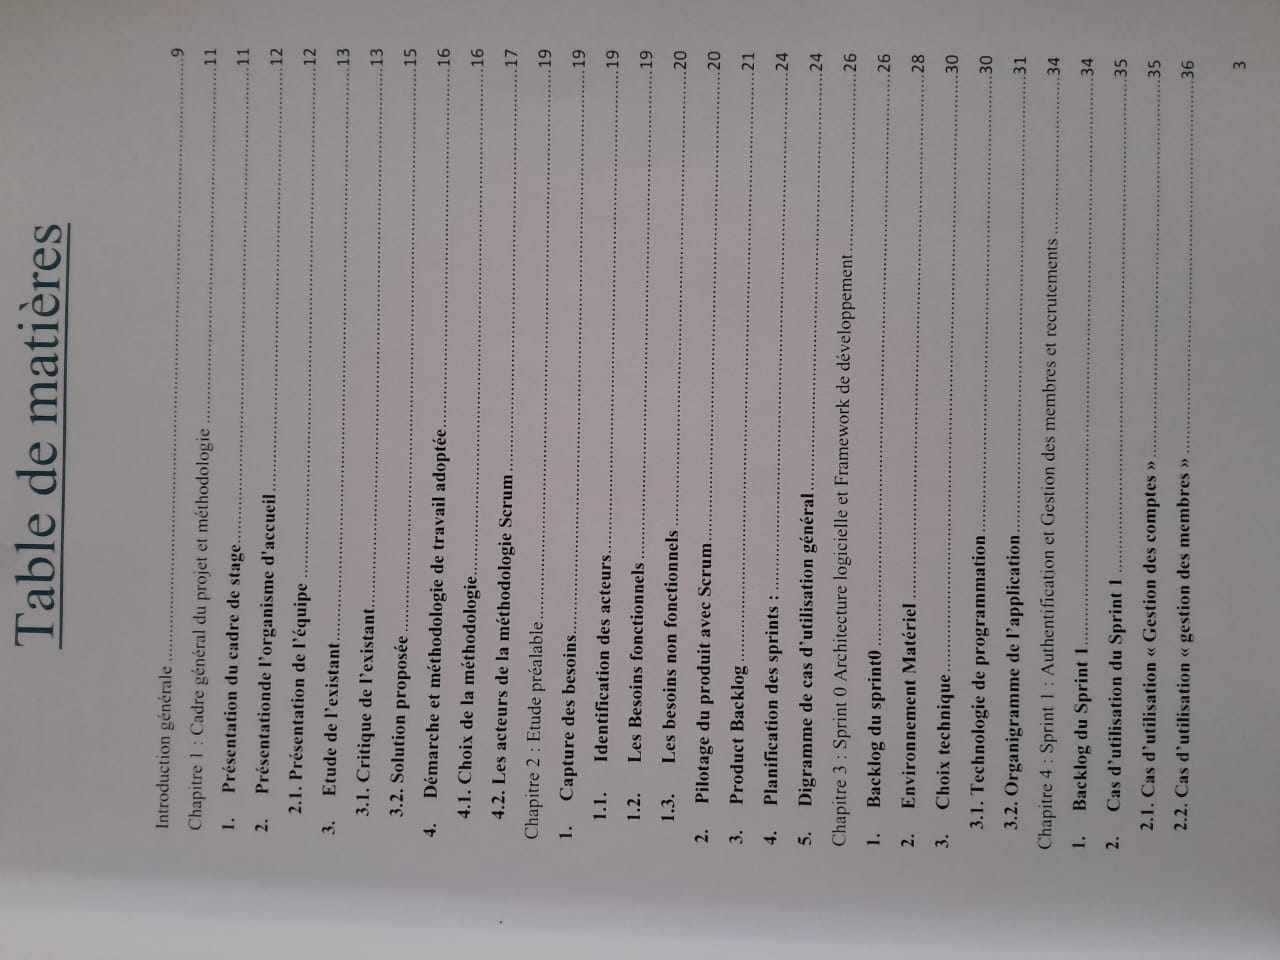 Table de matières
Introduction générale ........ 9
Chapitre 1 : Cadre général du projet et méthodologie ........ 11
1. Présentation du cadre de stage ........ 11
2. Présentationde l’organisme d'accueil ........ 12
2.1. Présentation de l’équipe ........ 12
3. Etude de l’existant ........ 13
3.1. Critique de l’existant ........ 13
3.2. Solution proposée ........ 15
4. Démarche et méthodologie de travail adoptée ........ 16
4.1. Choix de la méthodologie ........ 16
4.2. Les acteurs de la méthodologie Scrum ........ 17
Chapitre 2 : Etude préalable ........ 19
1. Capture des besoins ........ 19
1.1. Identification des acteurs ........ 19
1.2. Les Besoins fonctionnels ........ 19
1.3. Les besoins non fonctionnels ........ 20
2. Pilotage du produit avec Scrum ........ 20
3. Product Backlog ........ 21
4. Planification des sprints : ........ 24
5. Digramme de cas d’utilisation général ........ 24
Chapitre 3 : Sprint 0 Architecture logicielle et Framework de développement ........ 26
1. Backlog du sprint0 ........ 26
2. Environnement Matériel ........ 28
3. Choix technique ........ 30
3.1. Technologie de programmation ........ 30
3.2. Organigramme de l’application ........ 31
Chapitre 4 : Sprint 1 : Authentification et Gestion des membres et recrutements ........ 34
1. Backlog du Sprint 1 ........ 34
2. Cas d’utilisation du Sprint 1 ........ 35
2.1. Cas d’utilisation « Gestion des comptes » ........ 35
2.2. Cas d’utilisation « gestion des membres » ........ 36
3